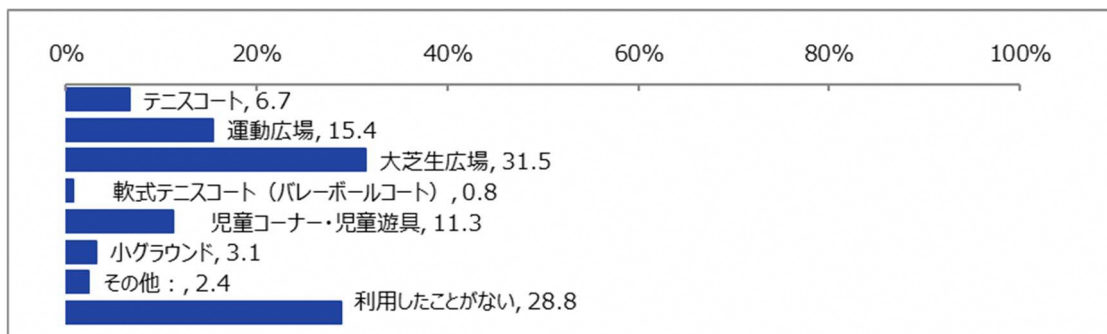 0% 20% 40% 60% 80% 100%
テニスコート, 6.7
運動広場, 15.4
大芝生広場, 31.5
軟式テニスコート（バレーボールコート）, 0.8
児童コーナー・児童遊具, 11.3
小グラウンド, 3.1
その他：, 2.4
利用したことがない, 28.8